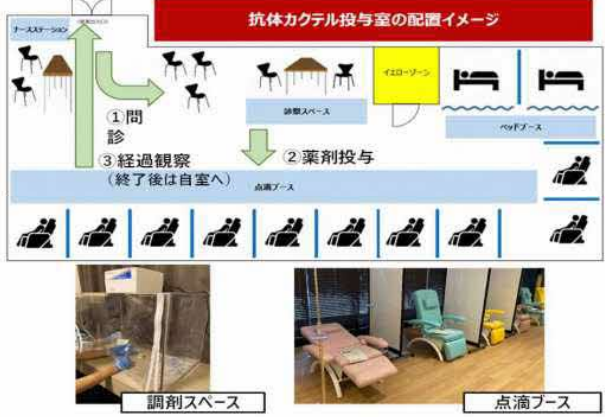 抗体カクテル投与室の配置イメージ
ナースステーション
イエローゾーン
①問
診
診察スペース
ベッドブース
③経過観察
(終了後は自室へ)
②薬剤投与
点滴ブース
調剤スペース
点滴ブース